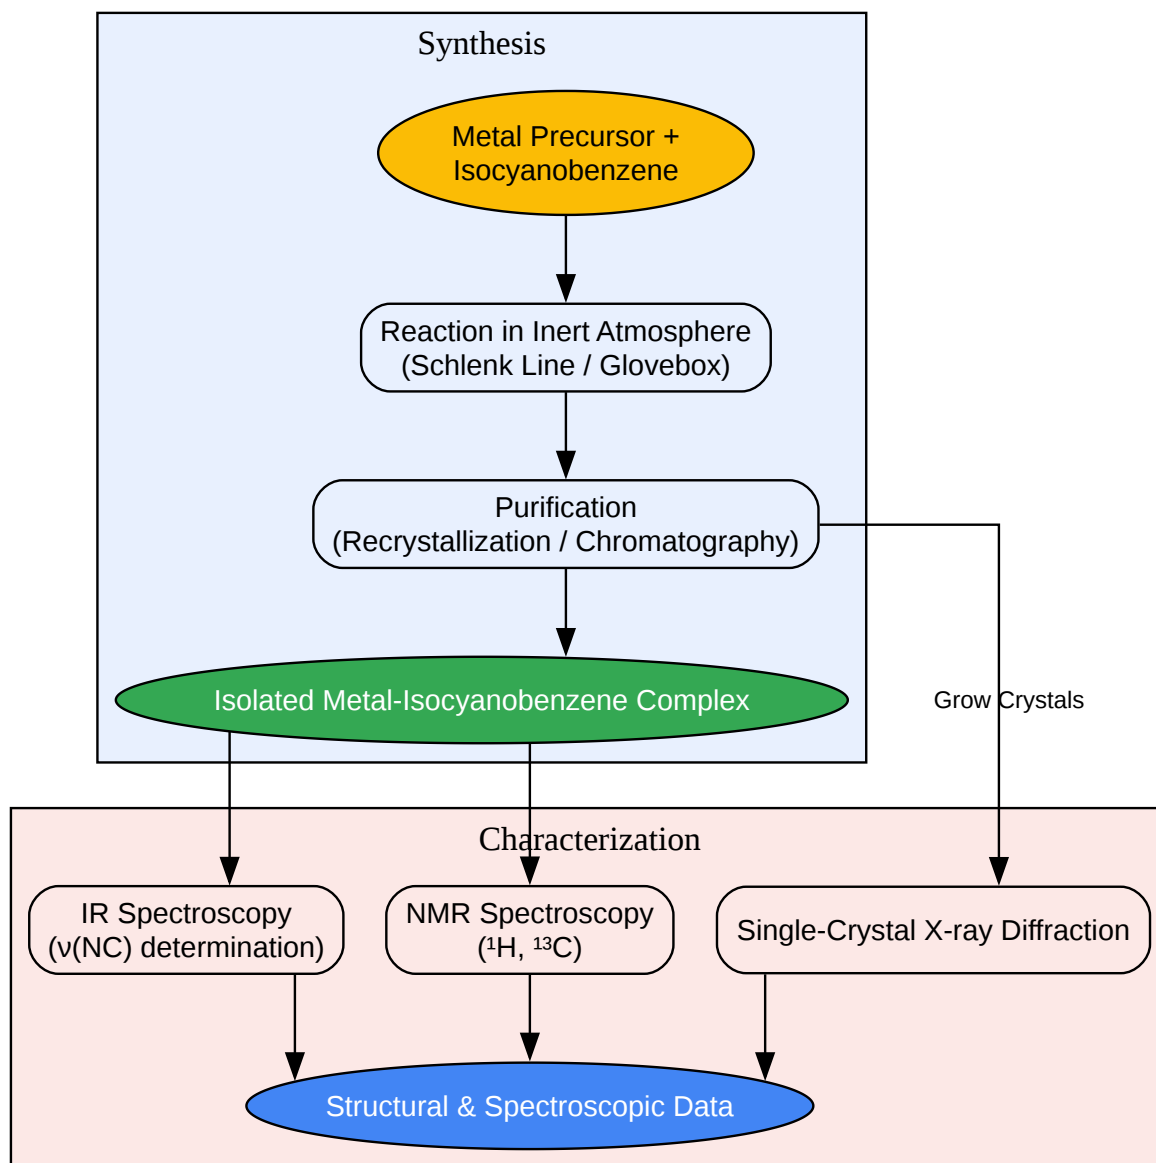 Synthesis
Metal Precursor +
Isocyanobenzene
Reaction in Inert Atmosphere
(Schlenk Line / Glovebox)
Purification
(Recrystallization / Chromatography)
Isolated Metal-Isocyanobenzene Complex
Grow Crystals
Characterization
IR Spectroscopy
(ν(NC) determination)
NMR Spectroscopy
(¹H, ¹³C)
Single-Crystal X-ray Diffraction
Structural & Spectroscopic Data